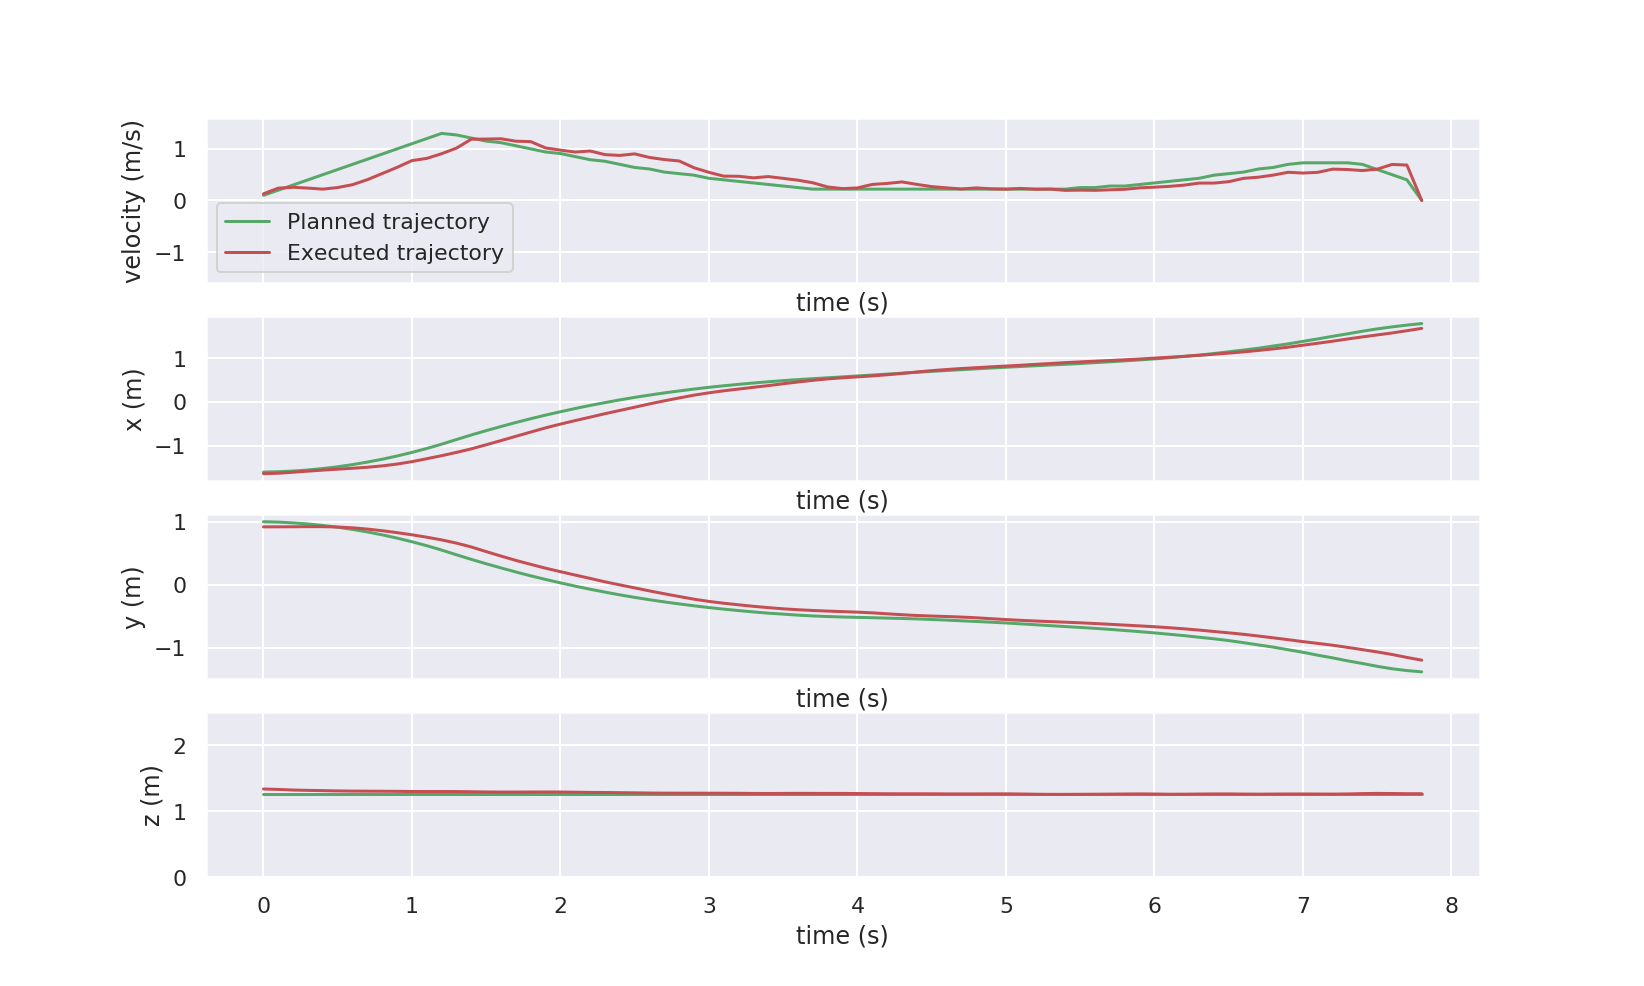 velocity (m/s)
1
0
−1
Planned trajectory
Executed trajectory
time (s)
x (m)
1
0
−1
time (s)
y (m)
1
0
−1
time (s)
z (m)
2
1
0
0 1 2 3 4 5 6 7 8
time (s)